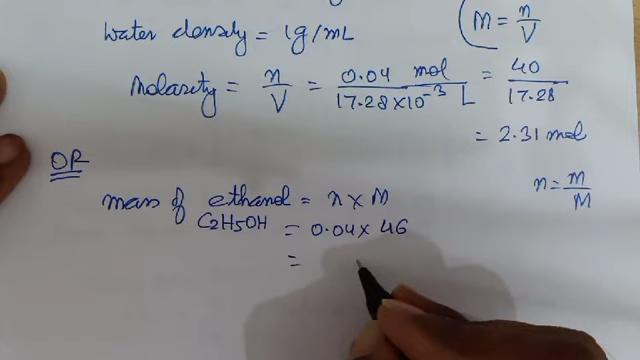 Water density = 1g/mL
(M = n/V
Molarity = n/V = 0.04 mol / 17.28×10⁻³ L = 40 / 17.28
= 2.31 mol
OR
mass of ethanol = n × M
n = m/M
C2H5OH = 0.04 × 46
=